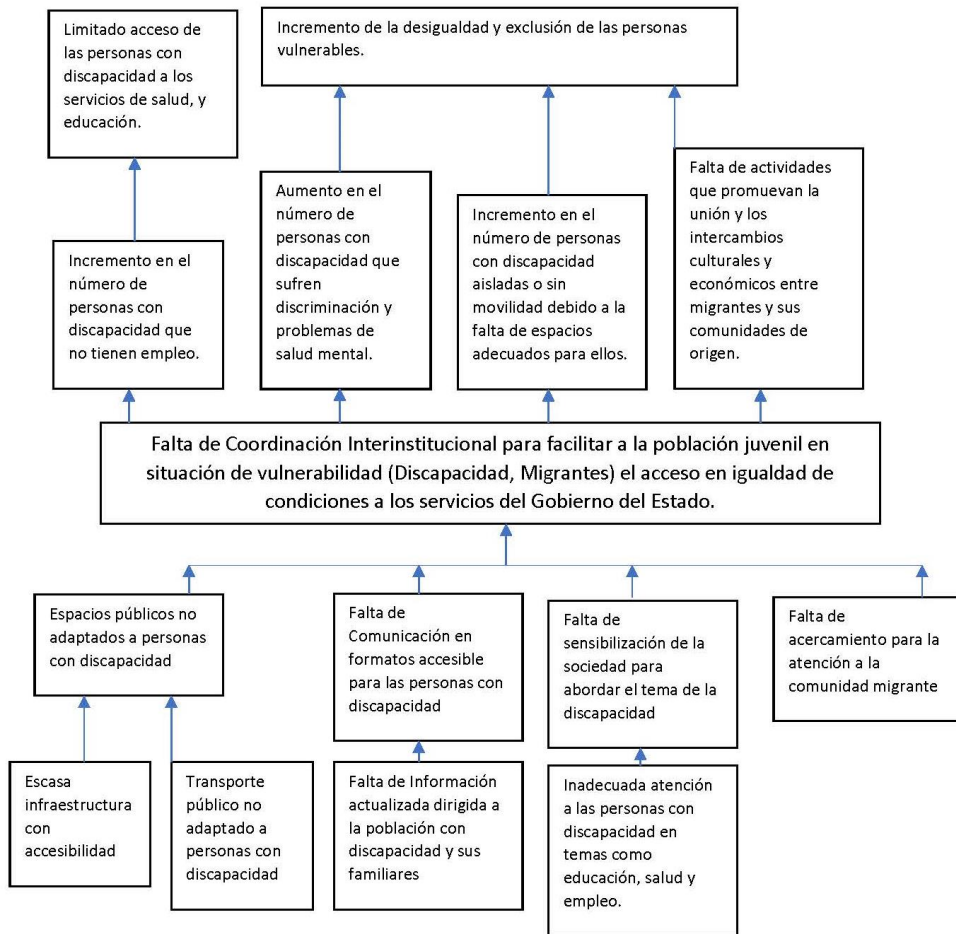 Limitado acceso de
las personas con
discapacidad a los
servicios de salud, y
educación.
Incremento de la desigualdad y exclusión de las personas
vulnerables.
Incremento en el
número de
personas con
discapacidad que
no tienen empleo.
Aumento en el
número de
personas con
discapacidad que
sufren
discriminación y
problemas de
salud mental.
Incremento en el
número de personas
con discapacidad
aisladas o sin
movilidad debido a la
falta de espacios
adecuados para ellos.
Falta de actividades
que promuevan la
unión y los
intercambios
culturales y
económicos entre
migrantes y sus
comunidades de
origen.
Falta de Coordinación Interinstitucional para facilitar a la población juvenil en
situación de vulnerabilidad (Discapacidad, Migrantes) el acceso en igualdad de
condiciones a los servicios del Gobierno del Estado.
Espacios públicos no
adaptados a personas
con discapacidad
Falta de
Comunicación en
formatos accesible
para las personas con
discapacidad
Falta de
sensibilización de la
sociedad para
abordar el tema de la
discapacidad
Falta de
acercamiento para la
atención a la
comunidad migrante
Escasa
infraestructura
con
accesibilidad
Transporte
público no
adaptado a
personas con
discapacidad
Falta de Información
actualizada dirigida a
la población con
discapacidad y sus
familiares
Inadecuada atención
a las personas con
discapacidad en
temas como
educación, salud y
empleo.